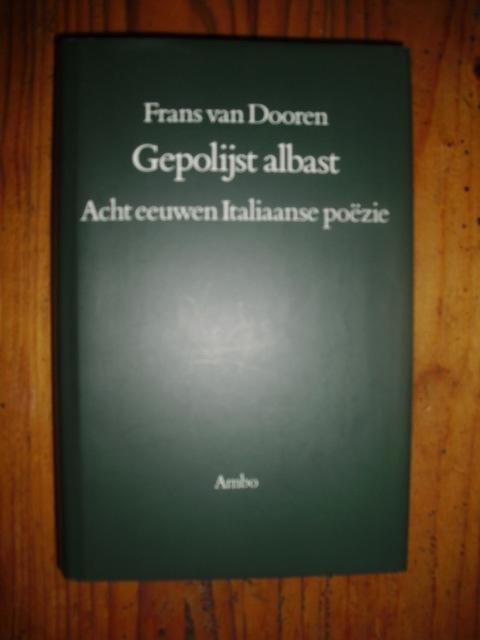 Frans van Dooren
Gepolijst albast
Acht eeuwen Italiaanse poëzie
Ambo